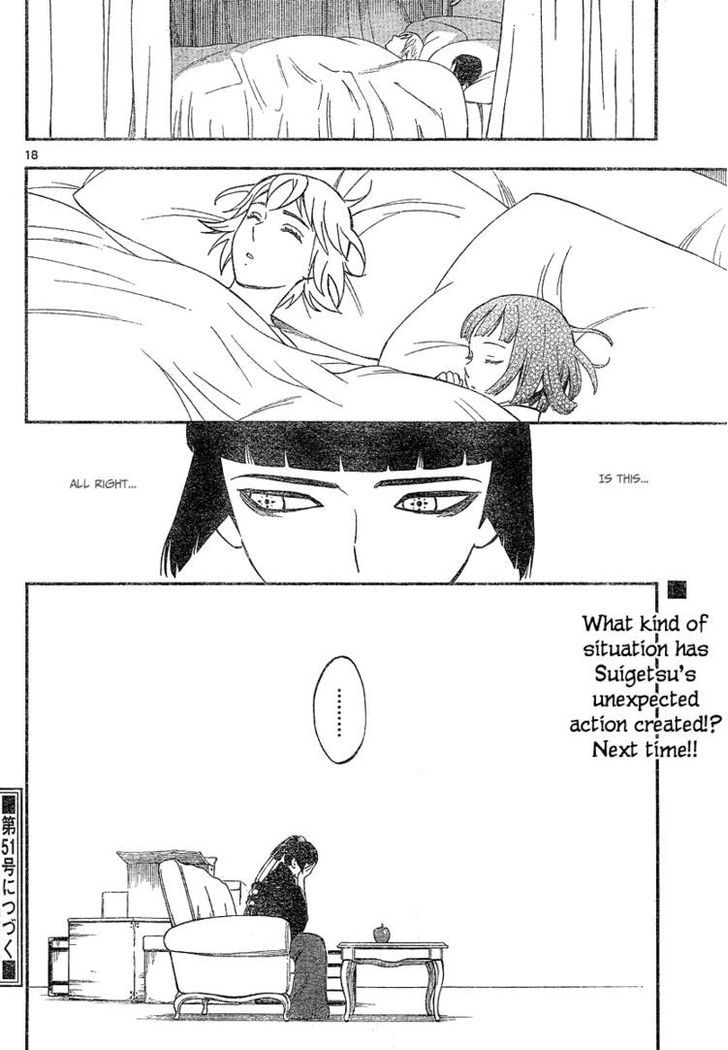 18
ALL RIGHT...
IS THIS...
What kind of
situation has
Suigetsu's
unexpected
action created!?
Next time!!
.........
■第51号につづく■